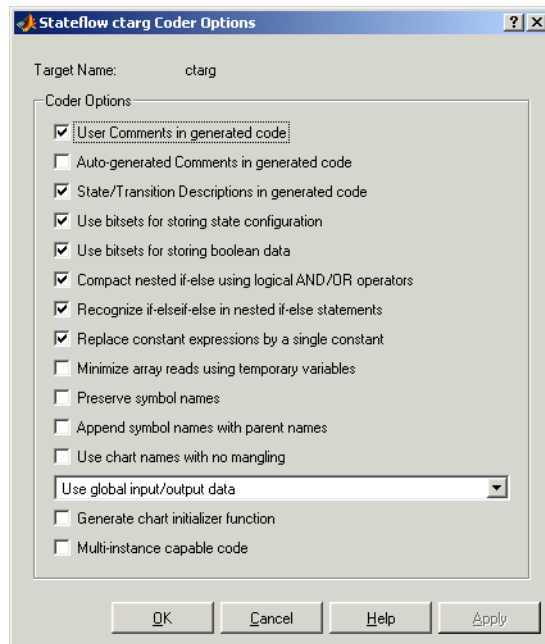 Stateflow ctarg Coder Options
Target Name: ctarg
Coder Options
User Comments in generated code
Auto-generated Comments in generated code
State/Transition Descriptions in generated code
Use bitsets for storing state configuration
Use bitsets for storing boolean data
Compact nested if-else using logical AND/OR operators
Recognize if-elseif-else in nested if-else statements
Replace constant expressions by a single constant
Minimize array reads using temporary variables
Preserve symbol names
Append symbol names with parent names
Use chart names with no mangling
Use global input/output data
Generate chart initializer function
Multi-instance capable code
OK Cancel Help Apply